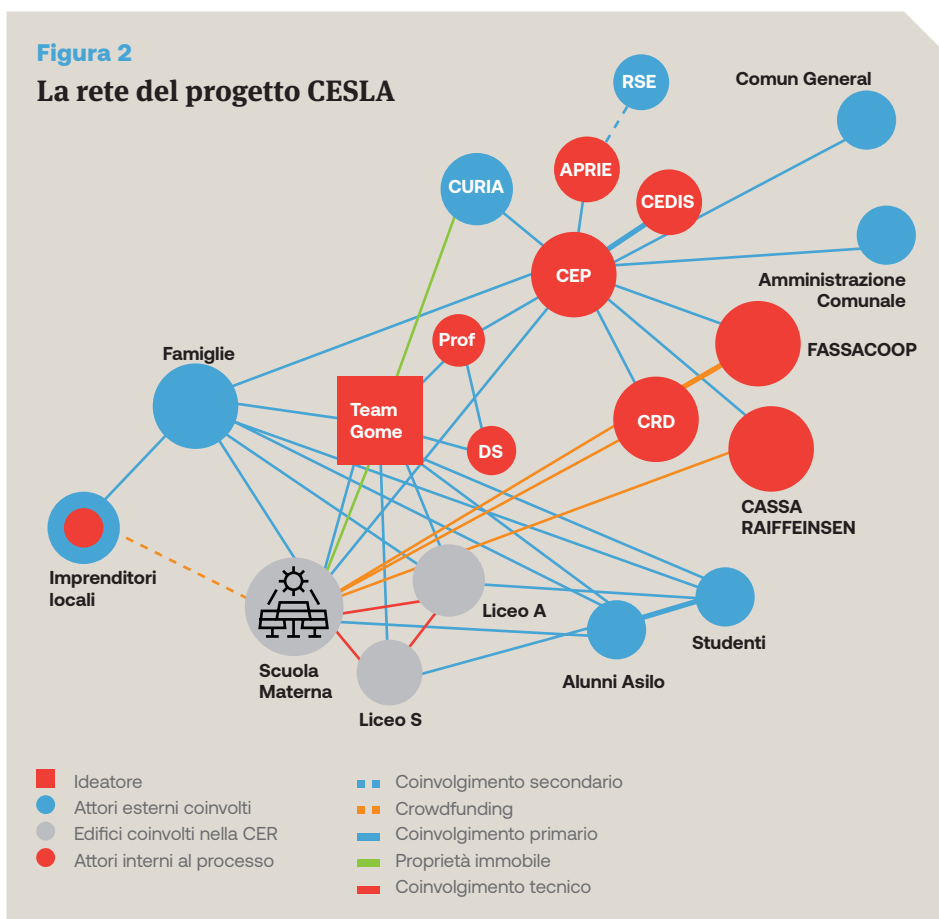 Figura 2
La rete del progetto CESLA
RSE
Comun General
APRIE
CURIA
CEDIS
CEP
Amministrazione
Comunale
Prof
FASSACOOP
Famiglie
Team
Gome
CRD
DS
CASSA
RAIFFEINSEN
Imprenditori
locali
Liceo A
Studenti
Scuola
Materna
Alunni Asilo
Liceo S
Ideatore
Attori esterni coinvolti
Edifici coinvolti nella CER
Attori interni al processo
Coinvolgimento secondario
Crowdfunding
Coinvolgimento primario
Proprietà immobile
Coinvolgimento tecnico